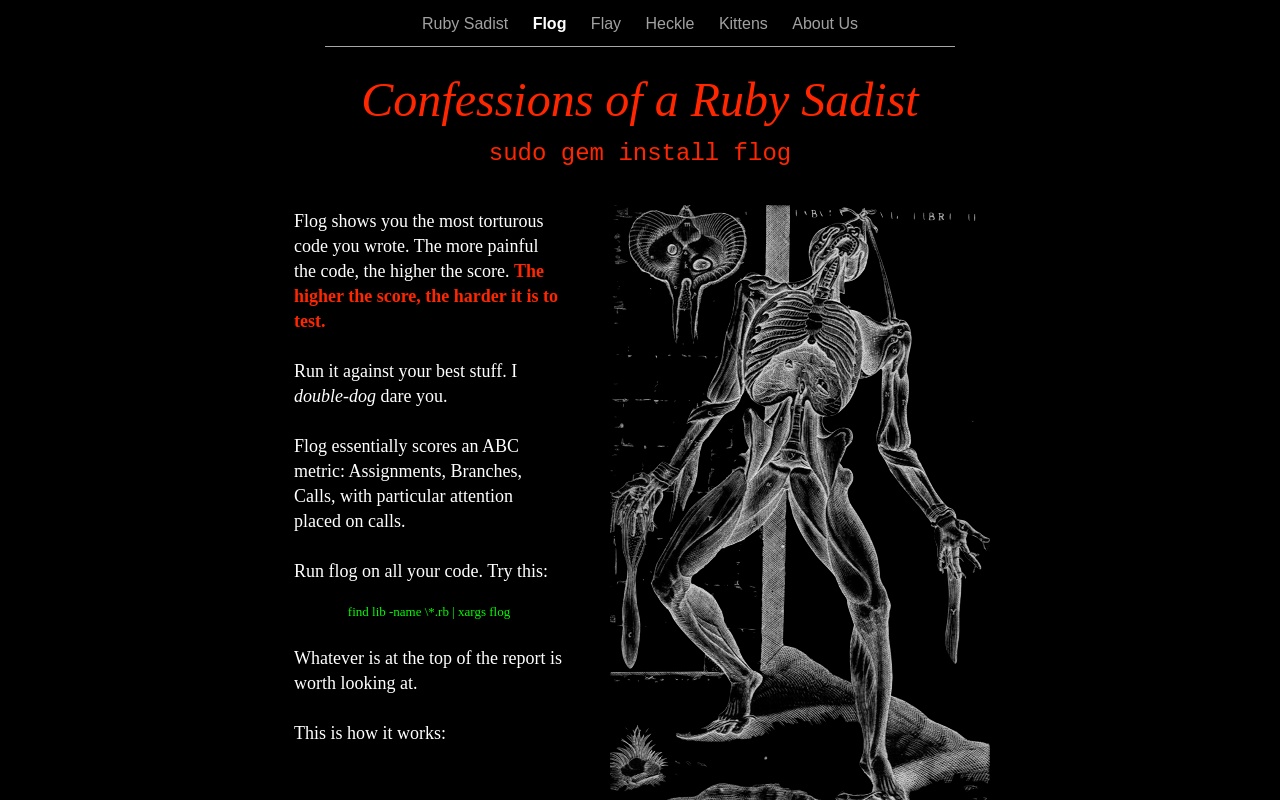 Ruby Sadist Flog Flay Heckle Kittens About Us
Confessions of a Ruby Sadist
sudo gem install flog
Flog shows you the most torturous
code you wrote. The more painful
the code, the higher the score. The
higher the score, the harder it is to
test.
Run it against your best stuff. I
double-dog dare you.
Flog essentially scores an ABC
metric: Assignments, Branches,
Calls, with particular attention
placed on calls.
Run flog on all your code. Try this:
find lib -name \*.rb | xargs flog
Whatever is at the top of the report is
worth looking at.
This is how it works: